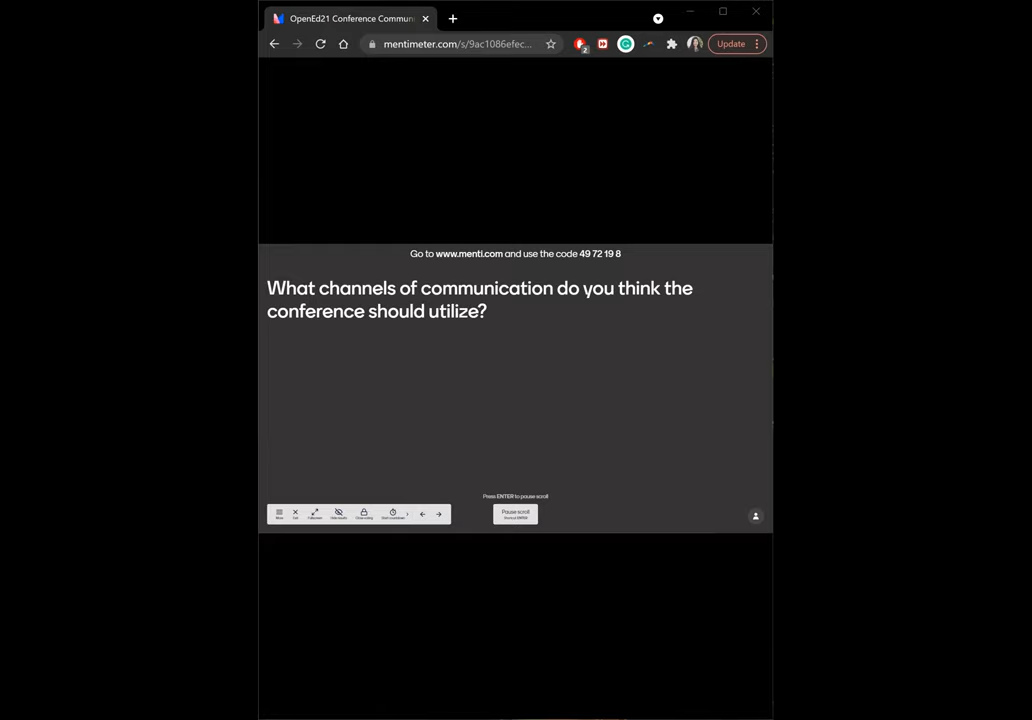 OpenEd21 Conference Commun
mentimeter.com/s/9ac1086efec...
2
Update
Go to www.menti.com and use the code 49 72 19 8
What channels of communication do you think the
conference should utilize?
Press ENTER to pause scroll
Pause scroll